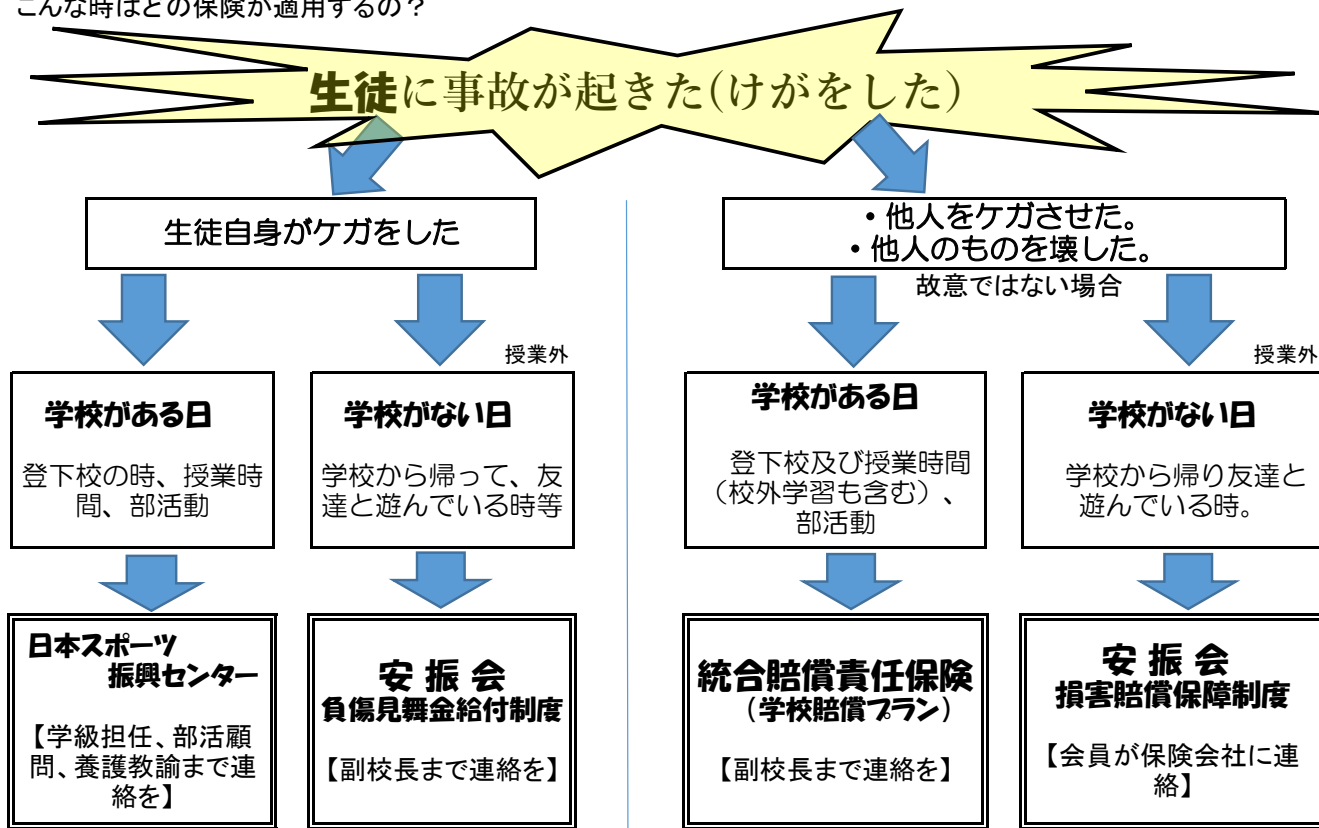 こんな時はどの保険が適用するの？
生徒に事故が起きた(けがをした)
生徒自身がケガをした
授業外
学校がある日
登下校の時、授業時
間、部活動
学校がない日
学校から帰って、友
達と遊んでいる時等
日本スポーツ
振興センター
【学級担任、部活顧
問、養護教諭まで連
絡を】
安 振 会
負傷見舞金給付制度
【副校長まで連絡を】
・他人をケガさせた。
・他人のものを壊した。
故意ではない場合
授業外
学校がある日
登下校及び授業時間
（校外学習も含む）、
部活動
学校がない日
学校から帰り友達と
遊んでいる時。
統合賠償責任保険
（学校賠償プラン）
【副校長まで連絡を】
安 振 会
損害賠償保障制度
【会員が保険会社に連
絡】